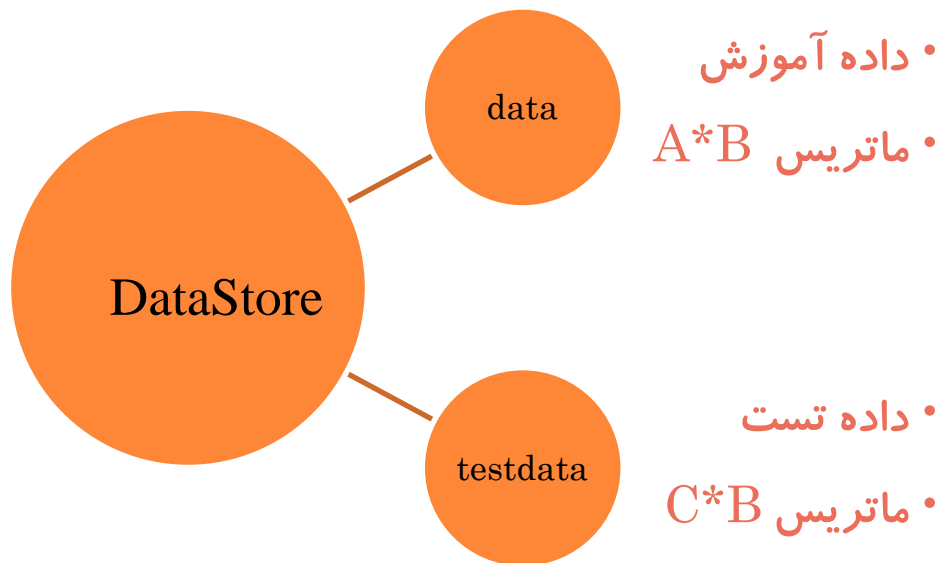 DataStore
data
• داده آموزش
• ماتریس A*B
testdata
• داده تست
• ماتریس C*B